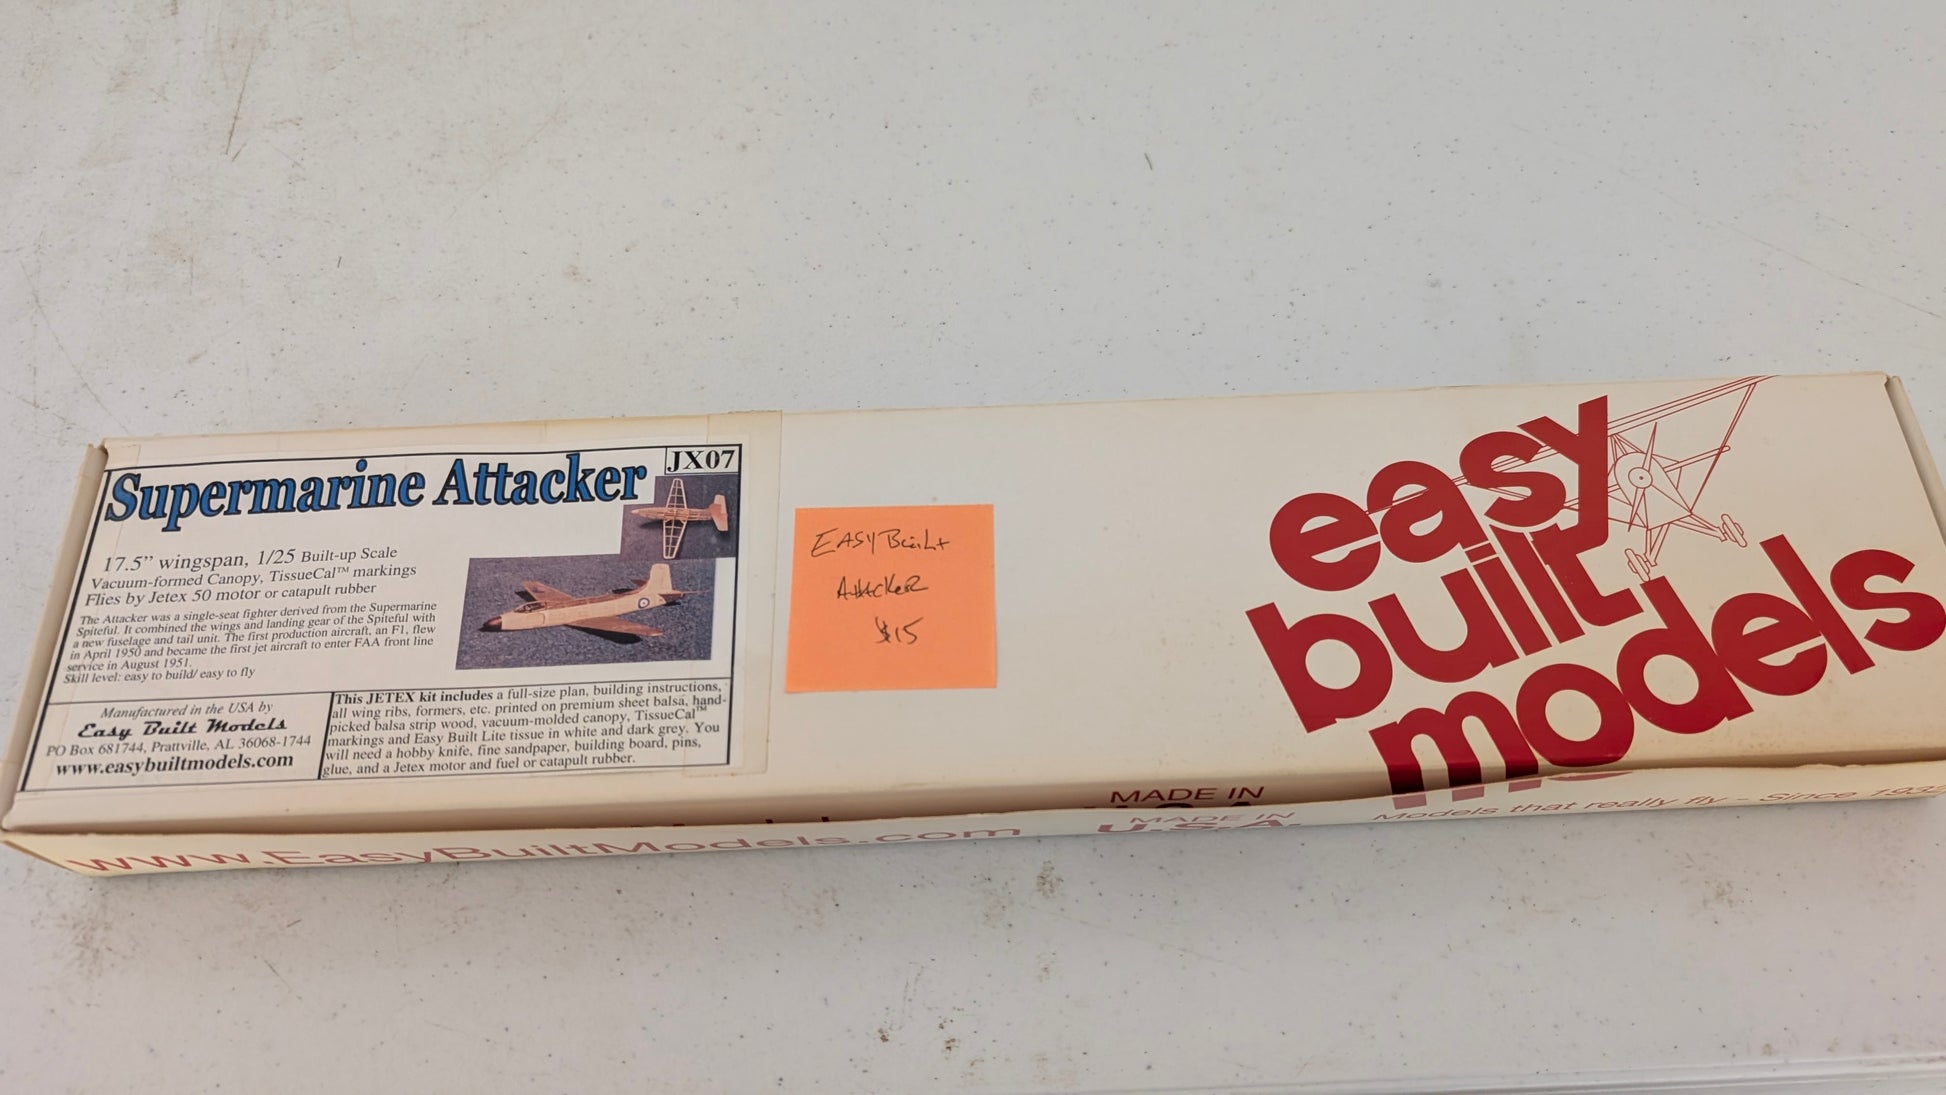 Supermarine Attacker
JX07
17.5” wingspan, 1/25 Built-up Scale
Vacuum-formed Canopy, TissueCal™ markings
Flies by Jetex 50 motor or catapult rubber
The Attacker was a single-seat fighter derived from the Supermarine
Spiteful. It combined the wings and landing gear of the Spiteful with
a new fuselage and tail unit. The first production aircraft, an F1, flew
in April 1950 and became the first jet aircraft to enter FAA front line
service in August 1951.
Skill level: easy to build/ easy to fly
Manufactured in the USA by
Easy Built Models
PO Box 681744, Prattville, AL 36068-1744
www.easybuiltmodels.com
This JETEX kit includes a full-size plan, building instructions,
all wing ribs, formers, etc. printed on premium sheet balsa, hand-
picked balsa strip wood, vacuum-molded canopy, TissueCal™
markings and Easy Built Lite tissue in white and dark grey. You
will need a hobby knife, fine sandpaper, building board, pins,
glue, and a Jetex motor and fuel or catapult rubber.
EASY Built
Attacker
$15
easy
built
models
MADE IN
www.EasyBuiltModels.com
MADE IN
U.S.A.
Models that really fly - Since 193